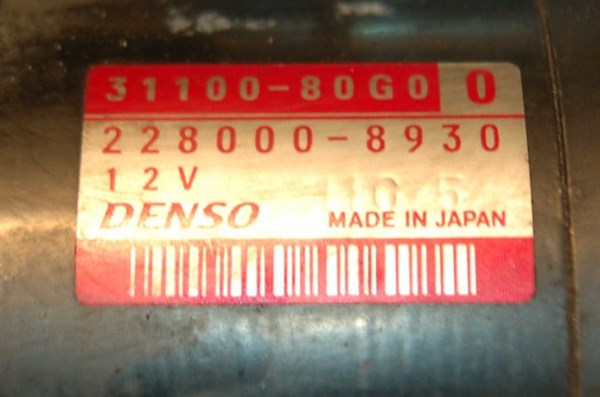 31100-80G0 0
228000-8930
12V
DENSO MADE IN JAPAN